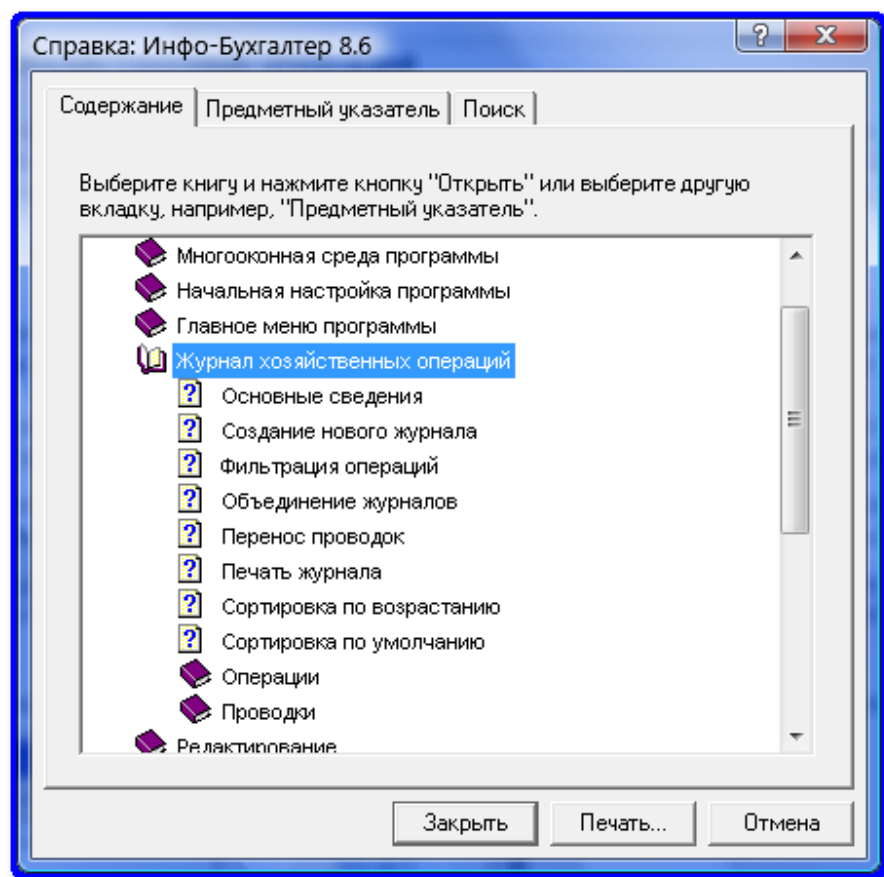 Справка: Инфо-Бухгалтер 8.6
Содержание
Предметный указатель
Поиск
Выберите книгу и нажмите кнопку "Открыть" или выберите другую
вкладку, например, "Предметный указатель".
Многооконная среда программы
Начальная настройка программы
Главное меню программы
Журнал хозяйственных операций
Основные сведения
Создание нового журнала
Фильтрация операций
Объединение журналов
Перенос проводок
Печать журнала
Сортировка по возрастанию
Сортировка по умолчанию
Операции
Проводки
Редактирование
Закрыть
Печать...
Отмена